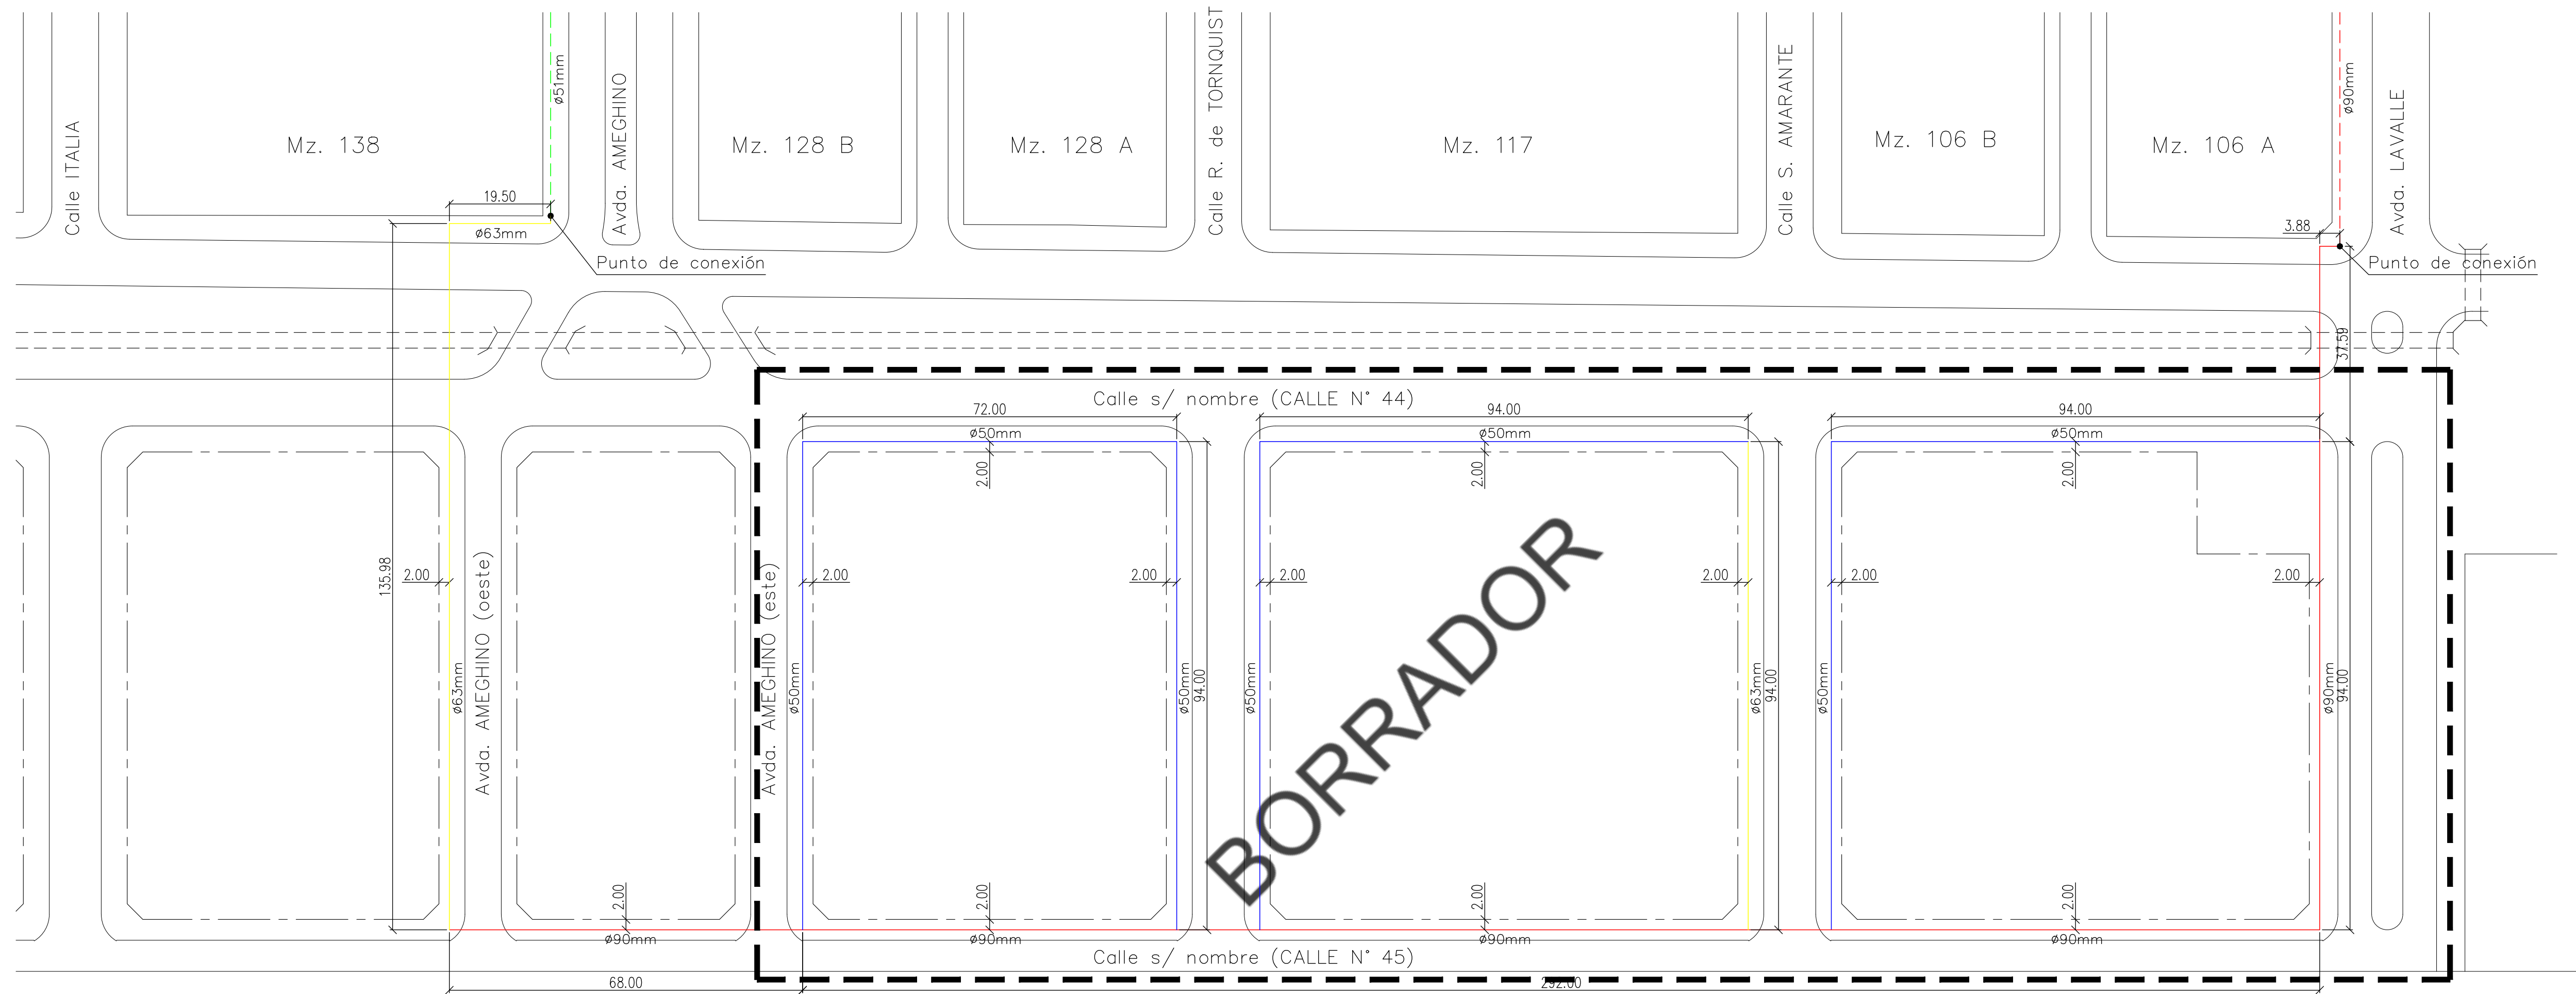 Calle ITALIA
Mz. 138
ø51mm
Avda. AMEGHINO
Mz. 128 B
Mz. 128 A
Calle R. de TORNQUIST
Mz. 117
Calle S. AMARANTE
Mz. 106 B
Mz. 106 A
ø90mm
Avda. LAVALLE
19.50
ø63mm
Punto de conexión
3.88
Punto de conexión
37.59
Calle s/ nombre (CALLE N° 44)
72.00
ø50mm
94.00
ø50mm
94.00
ø50mm
2.00
2.00
2.00
135.98
2.00
2.00
2.00
2.00
2.00
2.00
2.00
ø63mm
Avda. AMEGHINO (oeste)
Avda. AMEGHINO (este)
ø50mm
ø50mm
94.00
ø50mm
BORRADOR
ø63mm
94.00
ø50mm
ø90mm
94.00
2.00
2.00
2.00
2.00
ø90mm
ø90mm
ø90mm
ø90mm
Calle s/ nombre (CALLE N° 45)
68.00
292.00